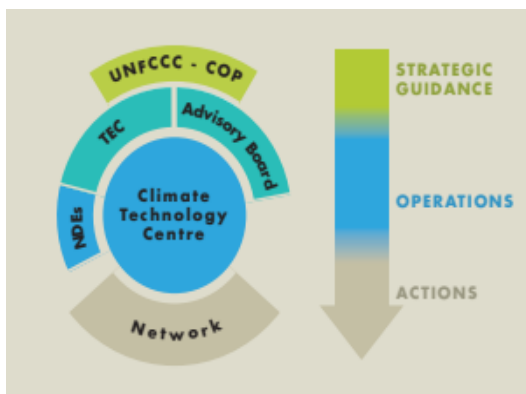 UNFCCC - COP
TEC
Advisory Board
NDEs
Climate
Technology
Centre
Network
STRATEGIC
GUIDANCE
OPERATIONS
ACTIONS